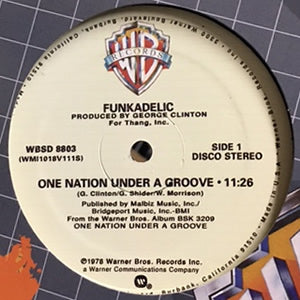 WB
RECORDS
FUNKADELIC
PRODUCED BY GEORGE CLINTON
For Thang, Inc.
WBSD 8803
(WMI1018V111S)
SIDE 1
DISCO STEREO
ONE NATION UNDER A GROOVE • 11:26
(G. Clinton/G. Shider/W. Morrison)
Published by Malbiz Music, Inc./
Bridgeport Music, Inc.-BMI
From the Warner Bros. Album BSK 3209
ONE NATION UNDER A GROOVE
℗1978 Warner Bros. Records Inc.
a Warner Communications Company